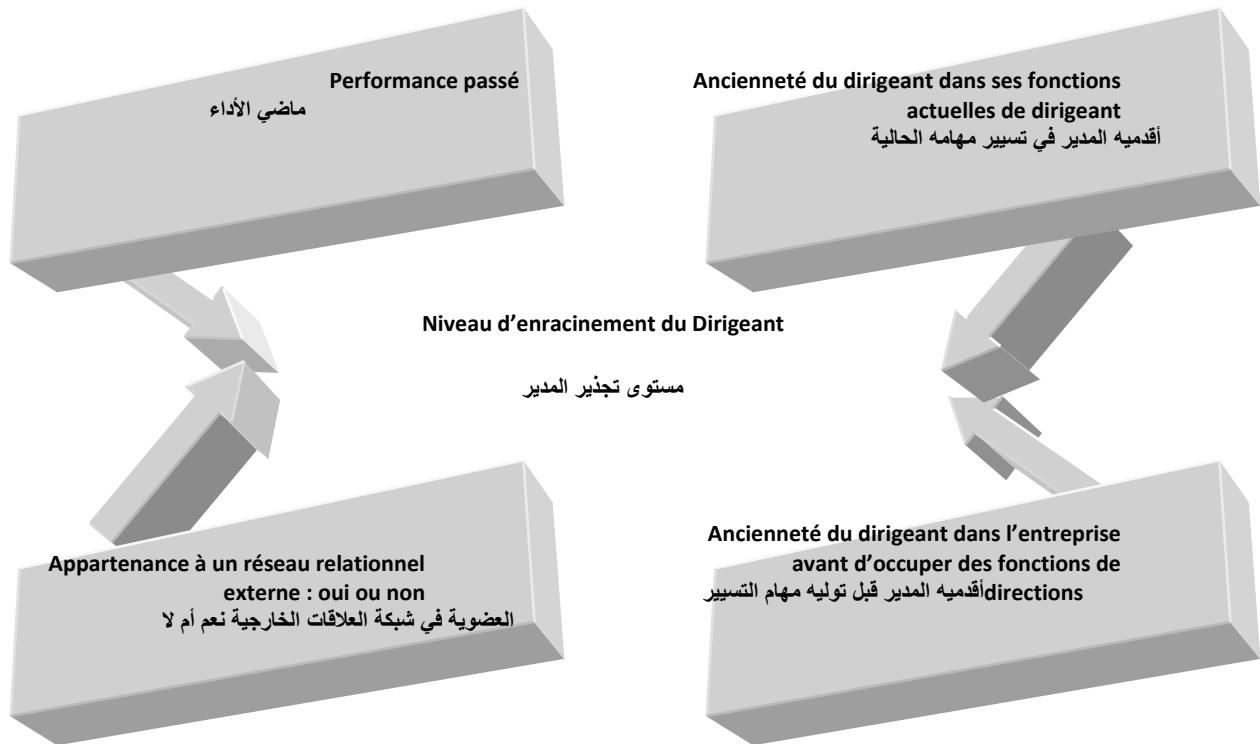 Performance passé
ماضي الأداء
Ancienneté du dirigeant dans ses fonctions
actuelles de dirigeant
أقدميه المدير في تسيير مهامه الحالية
Niveau d’enracinement du Dirigeant
مستوى تجذير المدير
Appartenance à un réseau relationnel
externe : oui ou non
العضوية في شبكة العلاقات الخارجية نعم أم لا
Ancienneté du dirigeant dans l’entreprise
avant d’occuper des fonctions de
directionsأقدميه المدير قبل توليه مهام التسيير